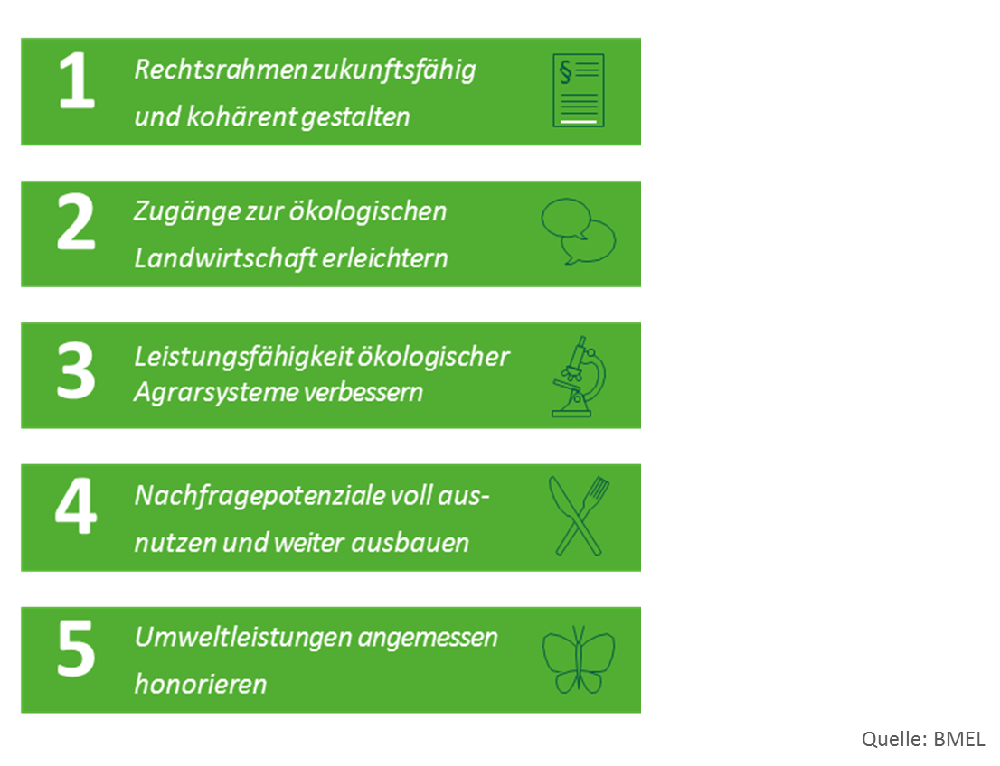 1
Rechtsrahmen zukunftsfähig
und kohärent gestalten
§
2
Zugänge zur ökologischen
Landwirtschaft erleichtern
3
Leistungsfähigkeit ökologischer
Agrarsysteme verbessern
4
Nachfragepotenziale voll aus-
nutzen und weiter ausbauen
5
Umweltleistungen angemessen
honorieren
Quelle: BMEL